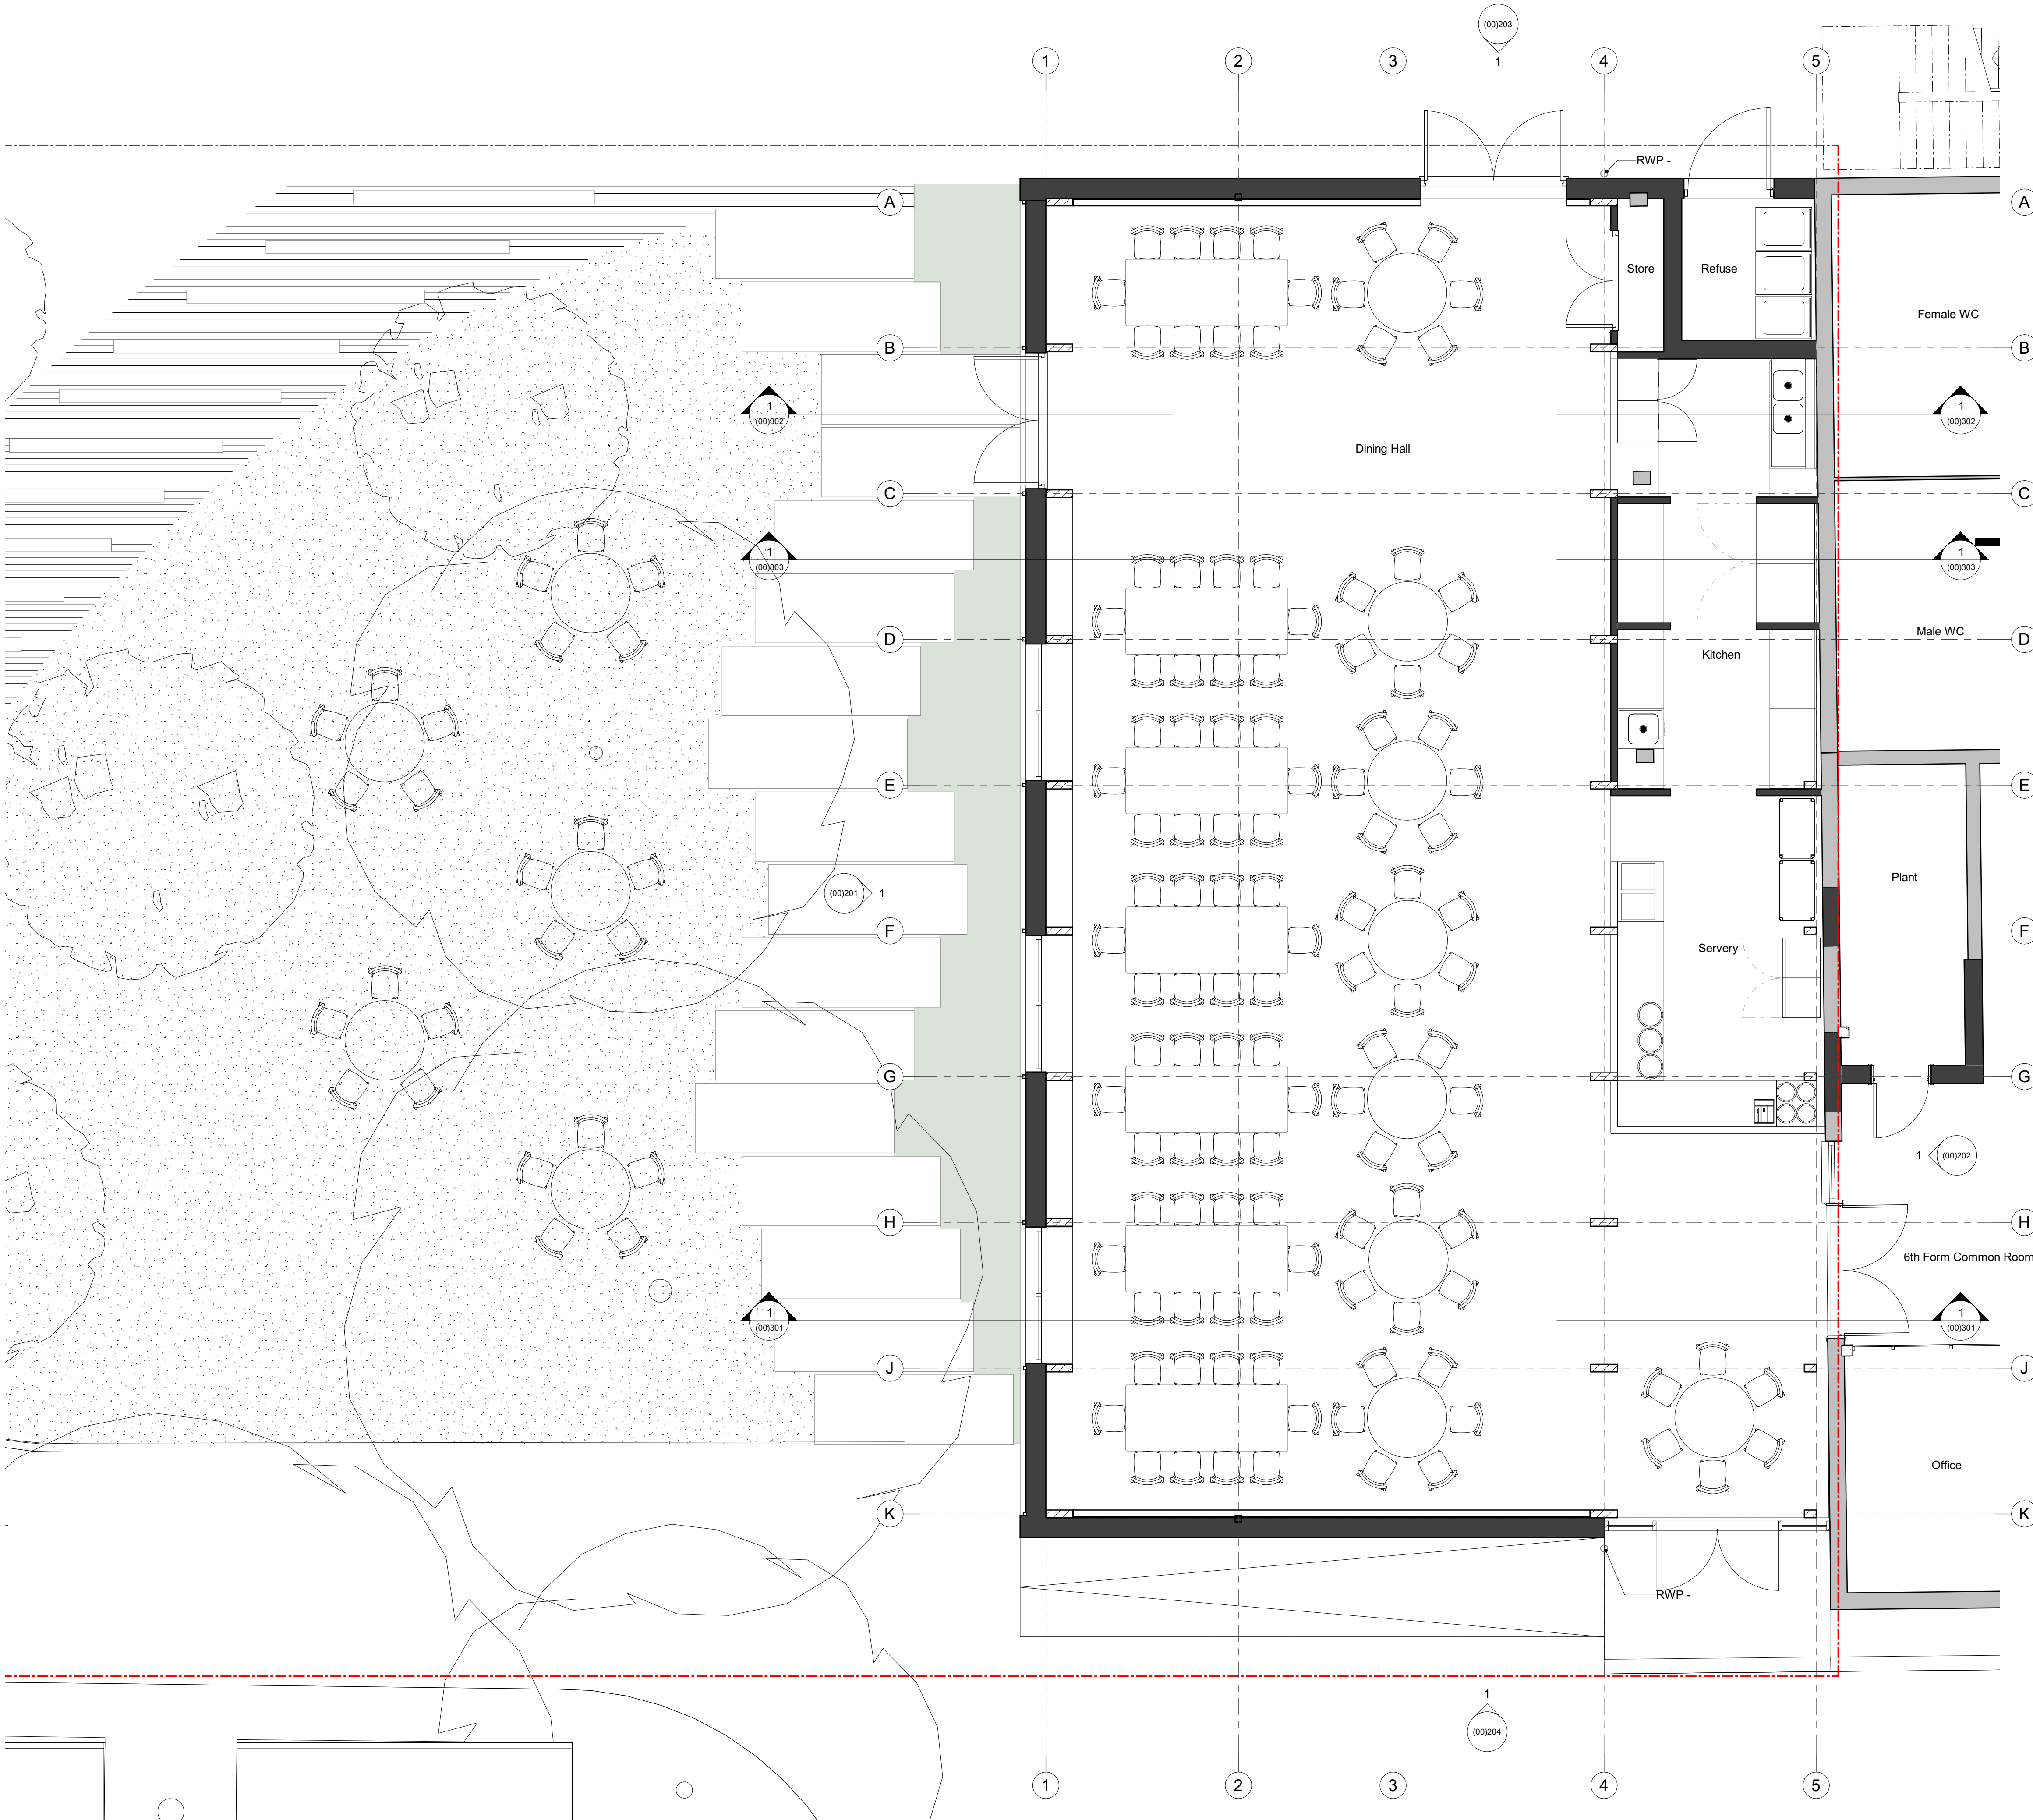 (00)203
1
1
2
3
4
5
RWP -
A
A
Store
Refuse
Female WC
B
B
1
(00)302
1
(00)302
Dining Hall
C
C
1
(00)303
1
(00)303
D
Male WC
D
Kitchen
E
E
(00)201
1
Plant
F
F
Servery
G
G
1
(00)202
H
H
6th Form Common Room
1
(00)301
1
(00)301
J
J
Office
K
K
RWP -
1
(00)204
1
2
3
4
5